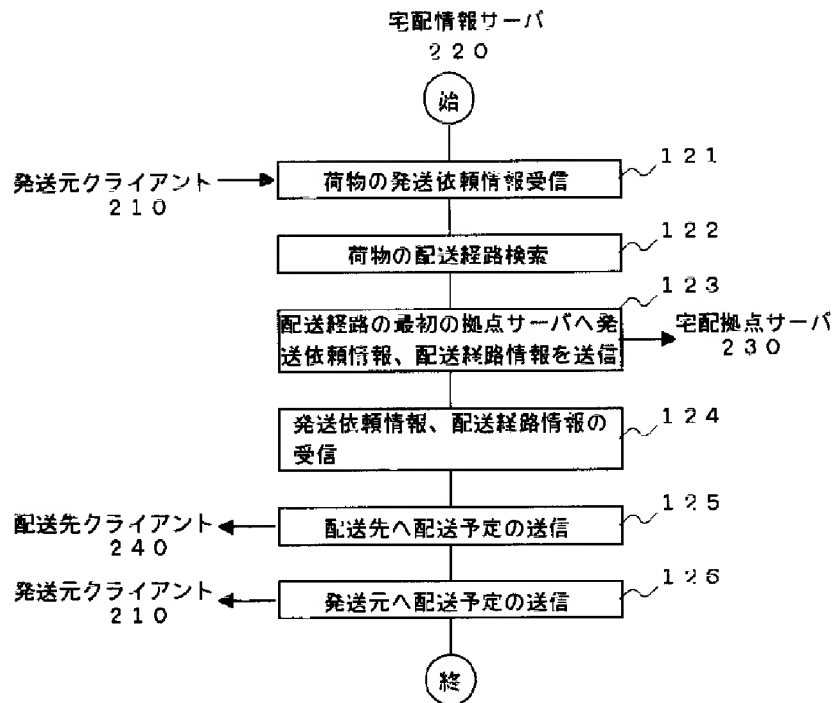 宅配情報サーバ
２２０
始
１２１
発送元クライアント
２１０
荷物の発送依頼情報受信
１２２
荷物の配送経路検索
１２３
配送経路の最初の拠点サーバへ発
送依頼情報、配送経路情報を送信
宅配拠点サーバ
２３０
１２４
発送依頼情報、配送経路情報の
受信
１２５
配送先クライアント
２４０
配送先へ配送予定の送信
１２６
発送元クライアント
２１０
発送元へ配送予定の送信
終